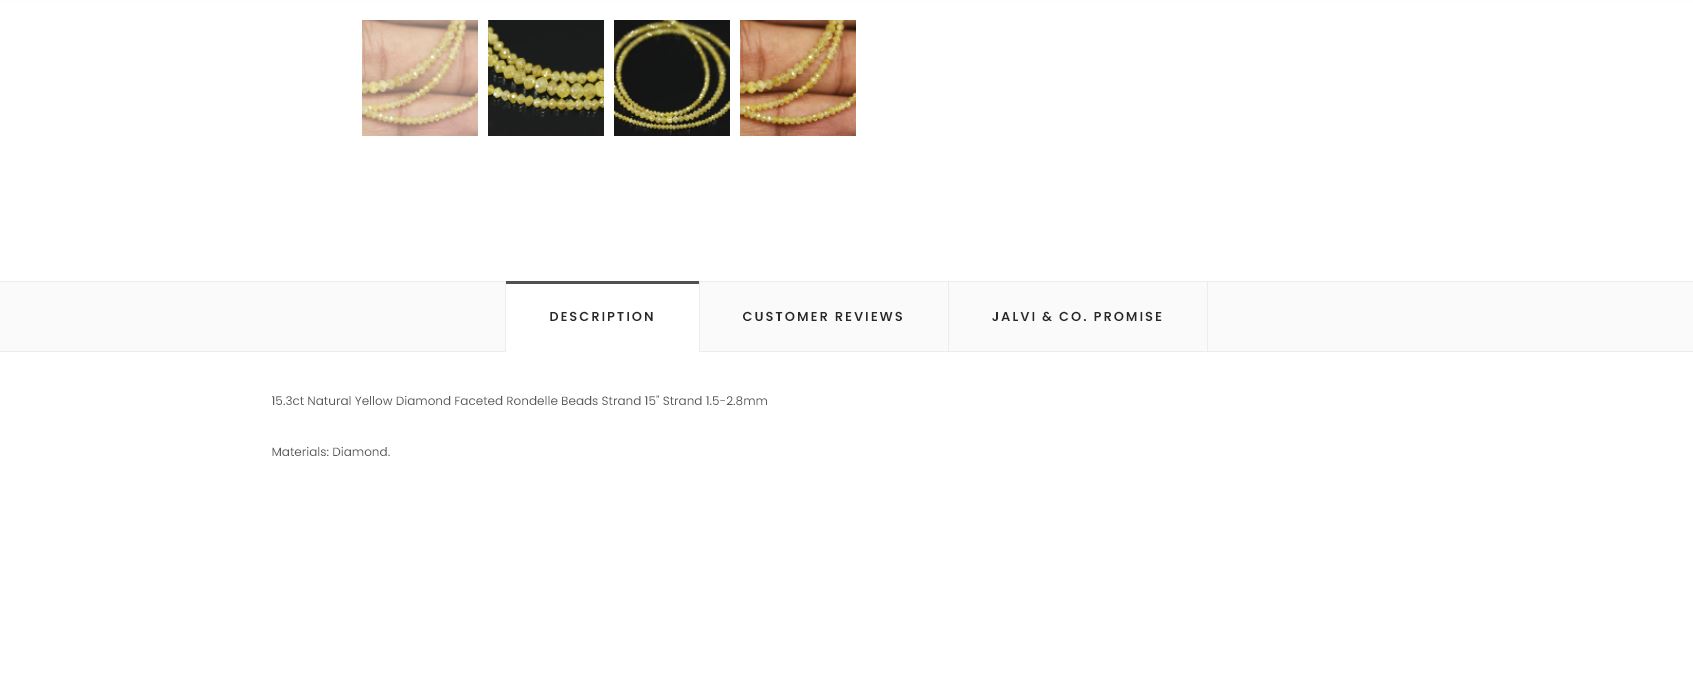 DESCRIPTION
CUSTOMER REVIEWS
JALVI & CO. PROMISE
15.3ct Natural Yellow Diamond Faceted Rondelle Beads Strand 15" Strand 1.5-2.8mm
Materials: Diamond.